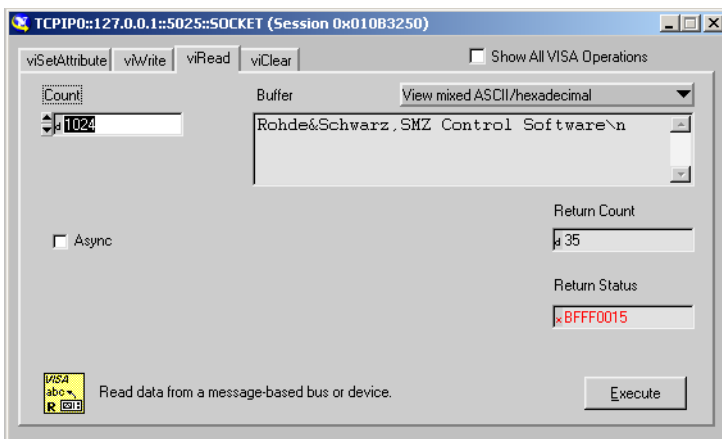 TCPIP0::127.0.0.1::5025::SOCKET (Session 0x010B3250)
viSetAttribute viWrite viRead viClear Show All VISA Operations
Count Buffer View mixed ASCII/hexadecimal
d 1024 Rohde&Schwarz,SMZ Control Software\n
Return Count
Async d 35
Return Status
x BFFF0015
VISA
abc
R
Read data from a message-based bus or device. Execute